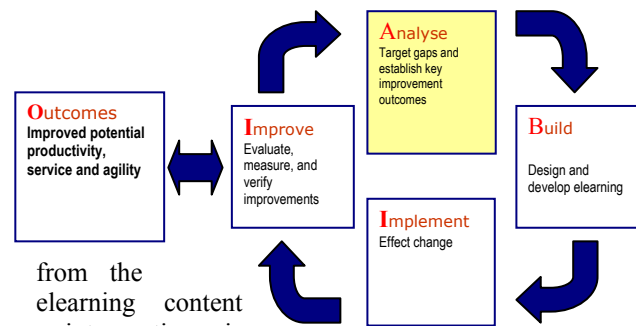 Analyse
Target gaps and
establish key
improvement
outcomes
Outcomes
Improved potential
productivity,
service and agility
Improve
Evaluate,
measure, and
verify
improvements
Build
Design and
develop elearning
Implement
Effect change
from the
elearning content